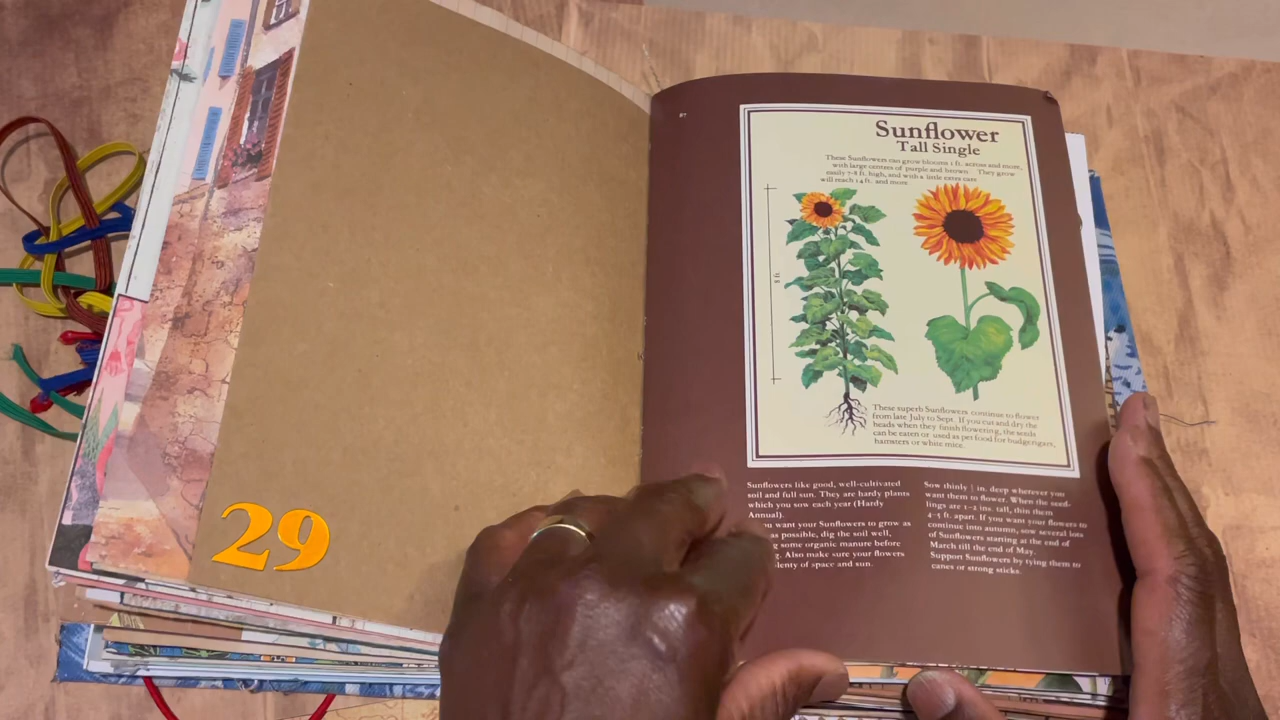 29
Sunflower
Tall Single
These Sunflowers can grow blooms 1 ft. across and more,
with large centres of purple and brown They grow
easily 7-8 ft. high, and with a little extra care
will reach 14 ft. and more
8 ft
These superb Sunflowers continue to flower
from late July to Sept. If you cut and dry the
heads when they finish flowering, the seeds
can be eaten or used as pet food for budgerigars,
hamsters or white mice.
Sunflowers like good, well-cultivated
soil and full sun. They are hardy plants
which you sow each year (Hardy
Annual).
want your Sunflowers to grow as
as possible, dig the soil well,
some organic manure before
Also make sure your flowers
plenty of space and sun.
Sow thinly ½ in. deep wherever you
want them to flower. When the seed-
lings are 1-2 ins. tall, thin them
4-5 ft. apart. If you want your flowers to
continue into autumn, sow several lots
of Sunflowers starting at the end of
March till the end of May.
Support Sunflowers by tying them to
canes or strong sticks.